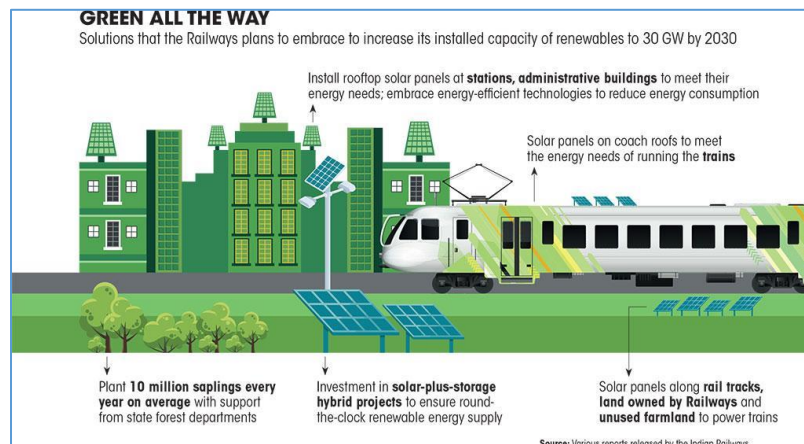 GREEN ALL THE WAY
Solutions that the Railways plans to embrace to increase its installed capacity of renewables to 30 GW by 2030
Install rooftop solar panels at stations, administrative buildings to meet their
energy needs; embrace energy-efficient technologies to reduce energy consumption
Solar panels on coach roofs to meet
the energy needs of running the trains
Plant 10 million saplings every
year on average with support
from state forest departments
Investment in solar-plus-storage
hybrid projects to ensure round-
the-clock renewable energy supply
Solar panels along rail tracks,
land owned by Railways and
unused farmland to power trains
Source: Various reports released by the Indian Railways